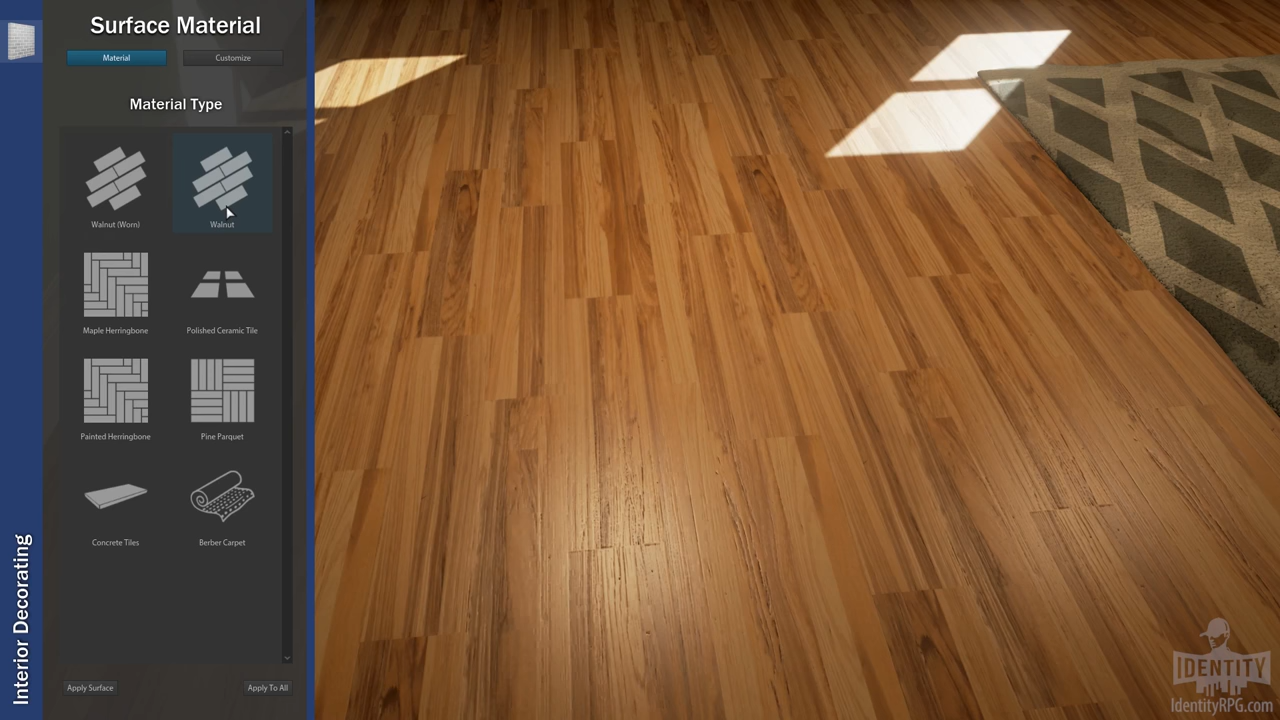 Surface Material
Material
Customize
Material Type
Walnut (Worn)
Walnut
Maple Herringbone
Polished Ceramic Tile
Painted Herringbone
Pine Parquet
Concrete Tiles
Berber Carpet
Apply Surface
Apply To All
Interior Decorating
IDENTITY
IdentityRPG.com